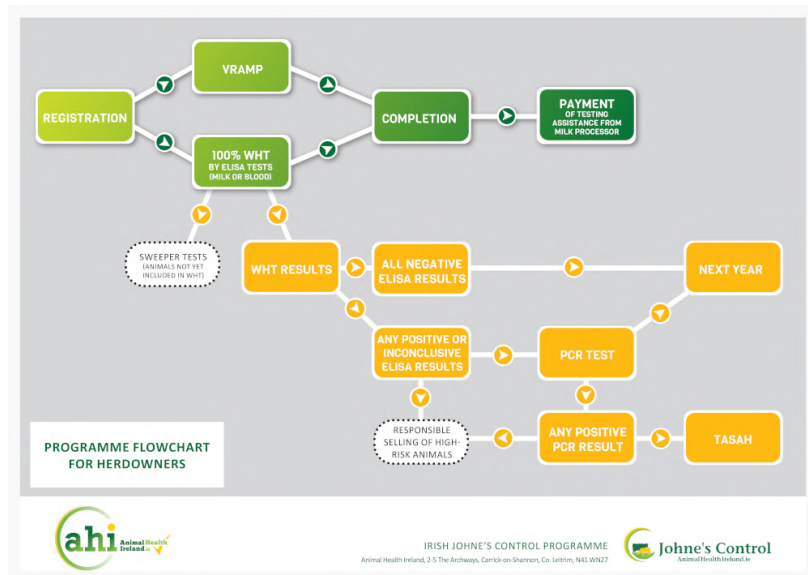 REGISTRATION
VRAMP
100% WHT
BY ELISA TESTS
(MILK OR BLOOD)
COMPLETION
PAYMENT
OF TESTING
ASSISTANCE FROM
MILK PROCESSOR
SWEEPER TESTS
(ANIMALS NOT YET
INCLUDED IN WHT)
WHT RESULTS
ALL NEGATIVE
ELISA RESULTS
NEXT YEAR
ANY POSITIVE OR
INCONCLUSIVE
ELISA RESULTS
PCR TEST
RESPONSIBLE
SELLING OF HIGH-
RISK ANIMALS
ANY POSITIVE
PCR RESULT
TASAH
PROGRAMME FLOWCHART
FOR HERDOWNERS
ahi Animal Health
Ireland.ie
IRISH JOHNE'S CONTROL PROGRAMME
Animal Health Ireland, 2-5 The Archways, Carrick-on-Shannon, Co. Leitrim, N41 WN27
Johne's Control
AnimalHealthIreland.ie